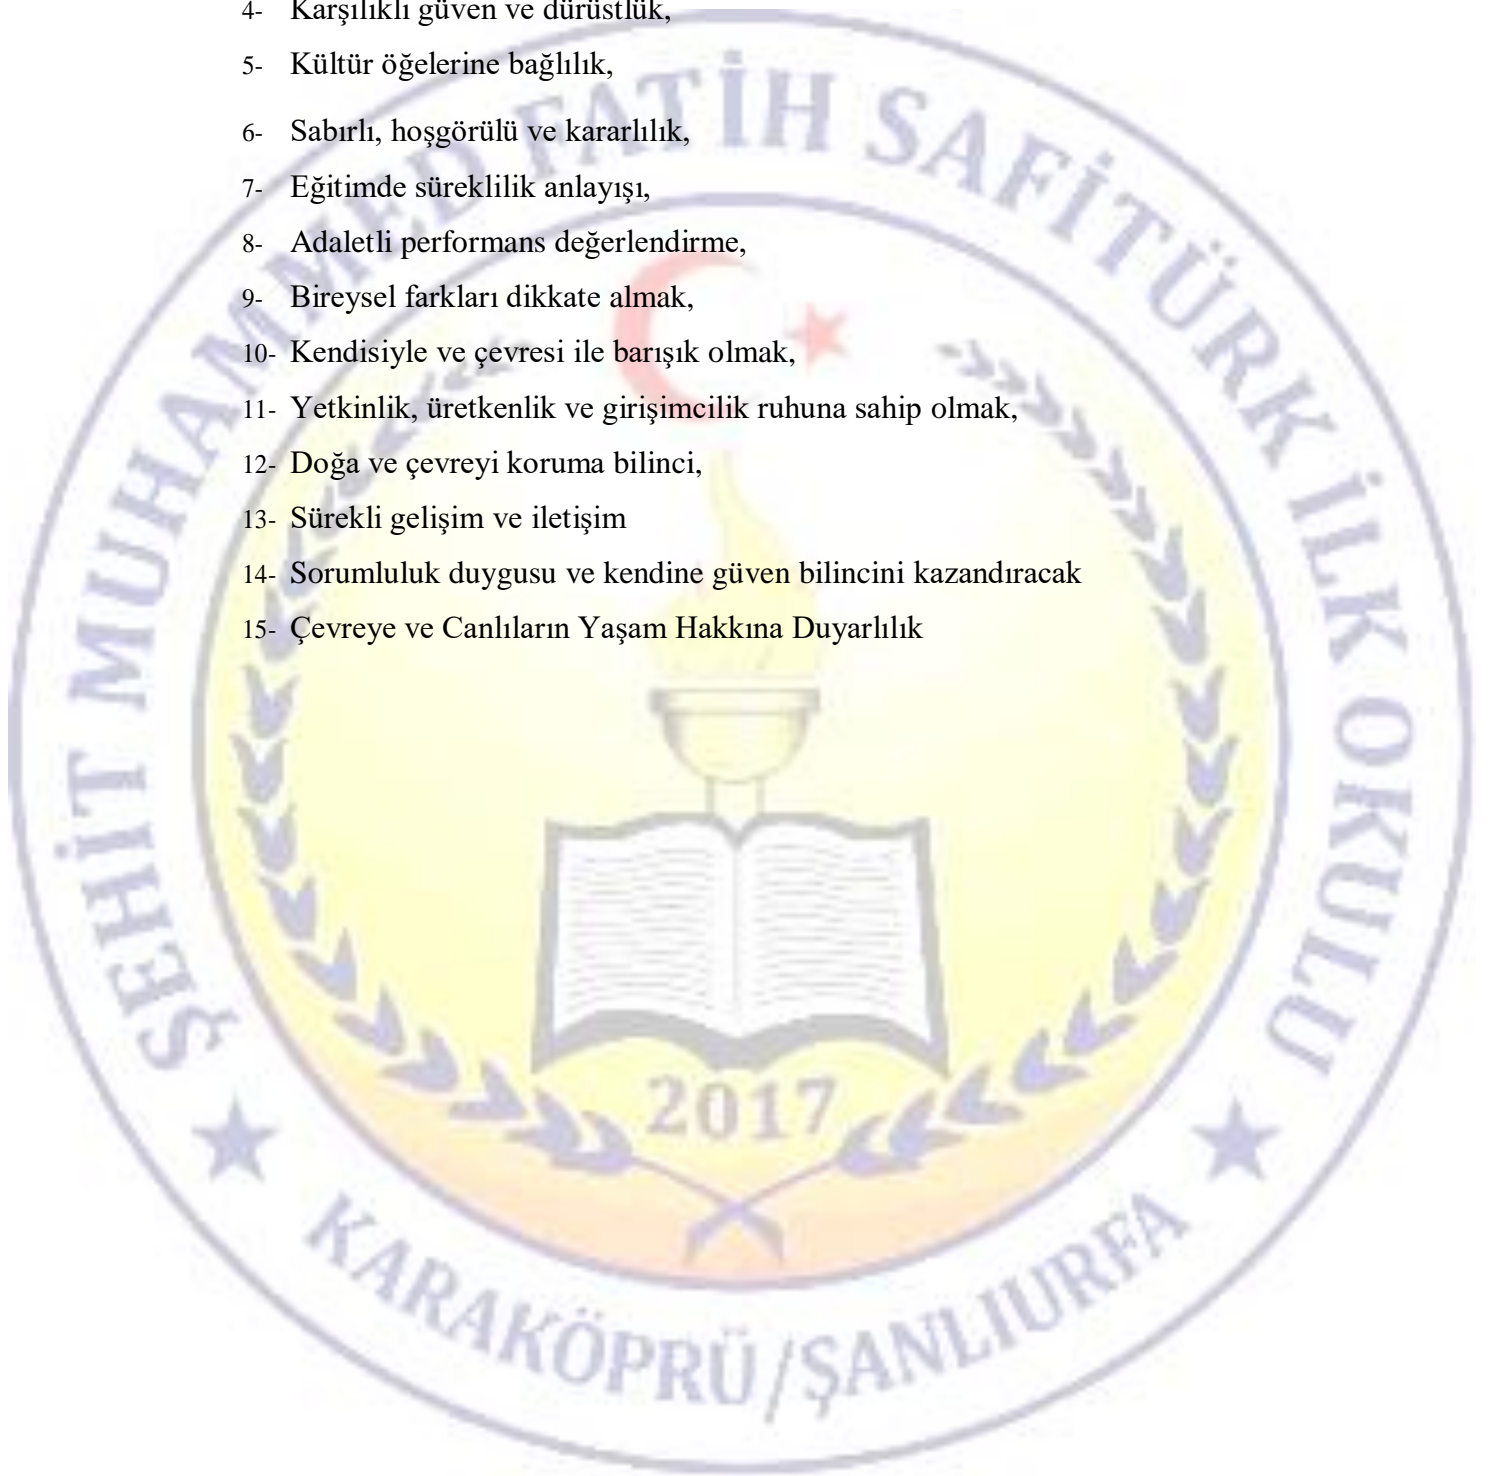 4- Karşılıklı güven ve dürüstlük,
5- Kültür öğelerine bağlılık,
6- Sabırlı, hoşgörülü ve kararlılık,
7- Eğitimde süreklilik anlayışı,
8- Adaletli performans değerlendirme,
9- Bireysel farkları dikkate almak,
10- Kendisiyle ve çevresi ile barışık olmak,
11- Yetkinlik, üretkenlik ve girişimcilik ruhuna sahip olmak,
12- Doğa ve çevreyi koruma bilinci,
13- Sürekli gelişim ve iletişim
14- Sorumluluk duygusu ve kendine güven bilincini kazandıracak
15- Çevreye ve Canlıların Yaşam Hakkına Duyarlılık
ŞEHİT MUHAMMED FATİH SAFİTÜRK İLK OKULU
2017
KARAKÖPRÜ/ŞANLIURFA